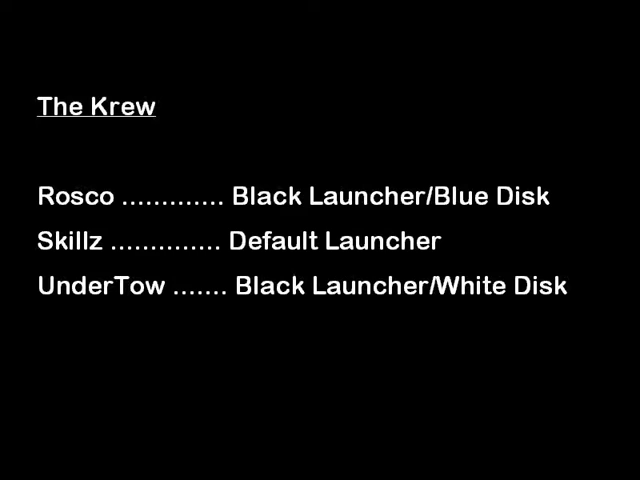 The Krew
Rosco ............. Black Launcher/Blue Disk
Skillz .............. Default Launcher
UnderTow ....... Black Launcher/White Disk